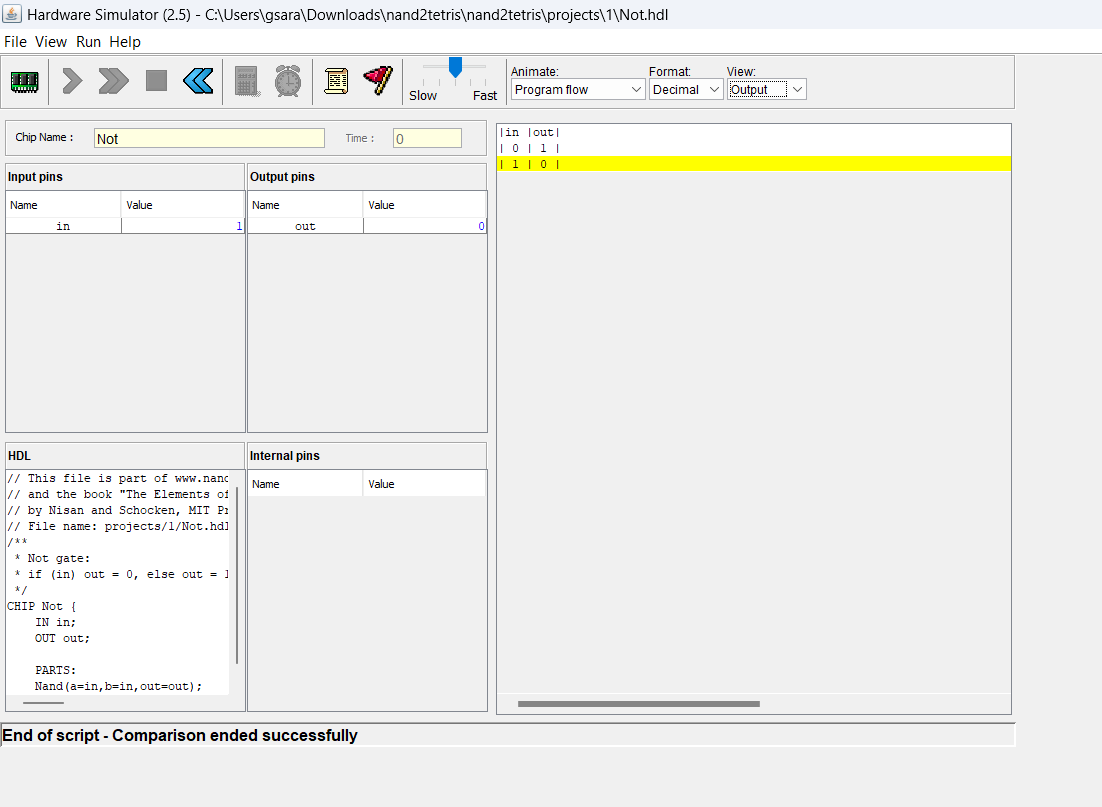 Hardware Simulator (2.5) - C:\Users\gsara\Downloads\nand2tetris\nand2tetris\projects\1\Not.hdl
File View Run Help
Slow Fast
Animate: Format: View:
Program flow Decimal Output
Chip Name : Not Time : 0
Input pins
Name Value
in 1
Output pins
Name Value
out 0
HDL
// This file is part of www.nand
// and the book "The Elements of
// by Nisan and Schocken, MIT Pr
// File name: projects/1/Not.hdl
/**
 * Not gate:
 * if (in) out = 0, else out = 1
 */
CHIP Not {
    IN in;
    OUT out;
    PARTS:
    Nand(a=in,b=in,out=out);
Internal pins
Name Value
|in |out|
| 0 | 1 |
| 1 | 0 |
End of script - Comparison ended successfully